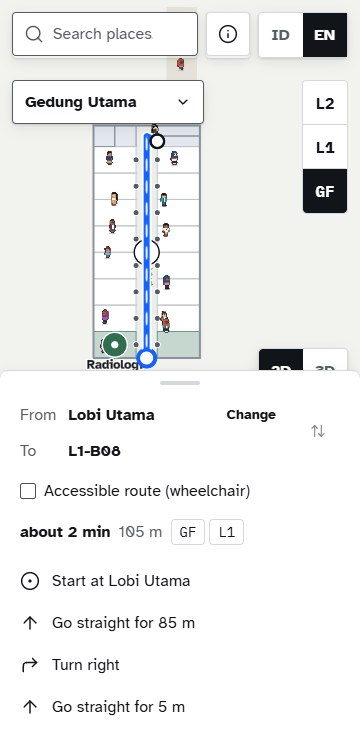 Search places
ID
EN
Gedung Utama
L2
L1
GF
From Lobi Utama
Change
To L1-B08
Accessible route (wheelchair)
about 2 min 105 m GF L1
Start at Lobi Utama
Go straight for 85 m
Turn right
Go straight for 5 m